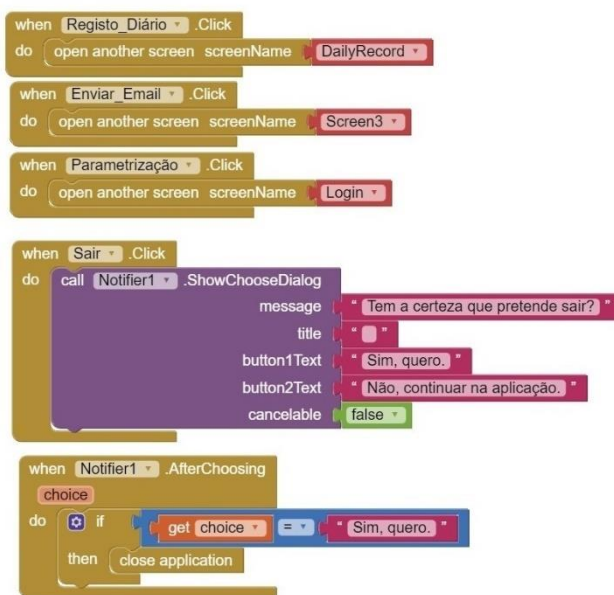 when Registo_Diário .Click
do open another screen screenName DailyRecord
when Enviar_Email .Click
do open another screen screenName Screen3
when Parametrização .Click
do open another screen screenName Login
when Sair .Click
do call Notifier1 .ShowChooseDialog
message " Tem a certeza que pretende sair? "
title " "
button1Text " Sim, quero. "
button2Text " Não, continuar na aplicação. "
cancelable false
when Notifier1 .AfterChoosing
choice
do if get choice = " Sim, quero. "
then close application